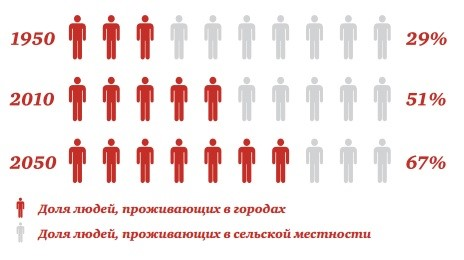 1950 29%
2010 51%
2050 67%
Доля людей, проживающих в городах
Доля людей, проживающих в сельской местности